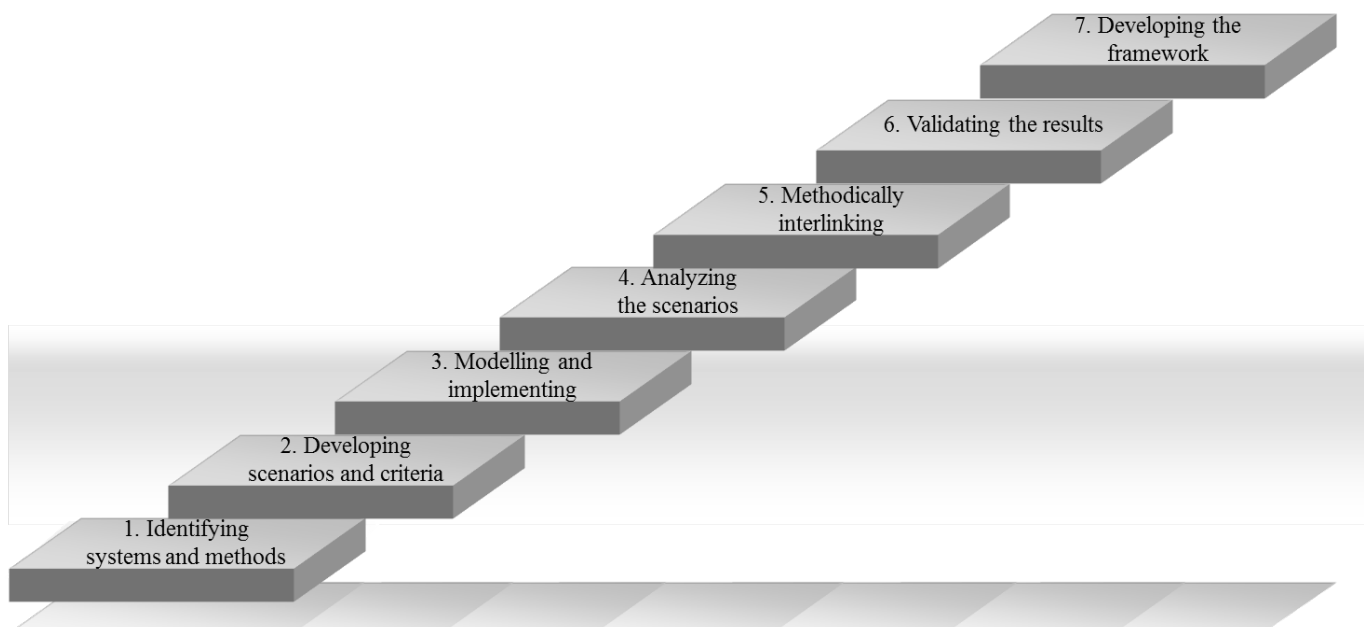 7. Developing the
framework
6. Validating the results
5. Methodically
interlinking
4. Analyzing
the scenarios
3. Modelling and
implementing
2. Developing
scenarios and criteria
1. Identifying
systems and methods